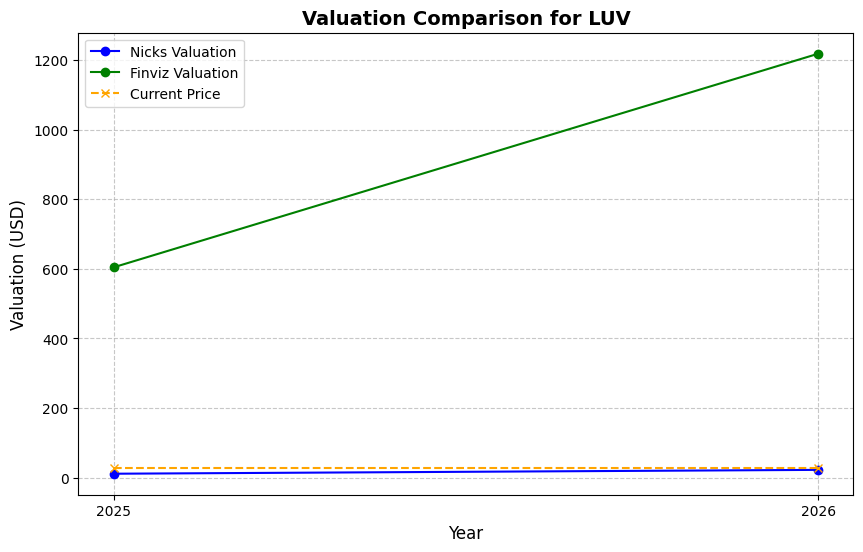 Valuation Comparison for LUV
Nicks Valuation
Finviz Valuation
Current Price
1200
1000
800
600
400
200
0
Valuation (USD)
2025
2026
Year